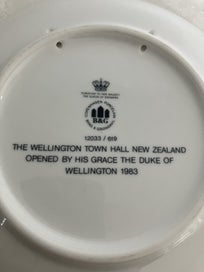 B&G
12033 / 619
THE WELLINGTON TOWN HALL NEW ZEALAND
OPENED BY HIS GRACE THE DUKE OF
WELLINGTON 1983